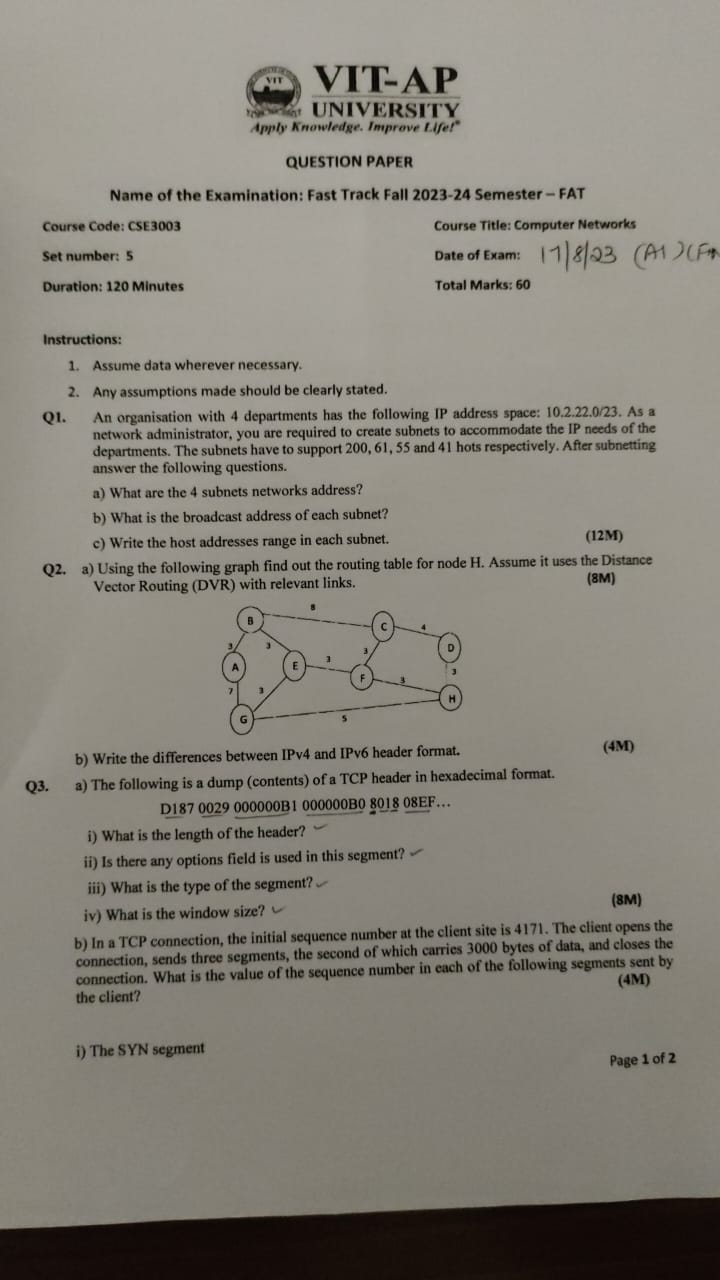 VIT
VIT-AP
UNIVERSITY
Apply Knowledge. Improve Life!
QUESTION PAPER
Name of the Examination: Fast Track Fall 2023-24 Semester – FAT
Course Code: CSE3003 Course Title: Computer Networks
Set number: 5 Date of Exam: 17/8/23 (A1)
Duration: 120 Minutes Total Marks: 60
Instructions:
1. Assume data wherever necessary.
2. Any assumptions made should be clearly stated.
Q1. An organisation with 4 departments has the following IP address space: 10.2.22.0/23. As a
network administrator, you are required to create subnets to accommodate the IP needs of the
departments. The subnets have to support 200, 61, 55 and 41 hots respectively. After subnetting
answer the following questions.
a) What are the 4 subnets networks address?
b) What is the broadcast address of each subnet?
c) Write the host addresses range in each subnet. (12M)
Q2. a) Using the following graph find out the routing table for node H. Assume it uses the Distance
Vector Routing (DVR) with relevant links. (8M)
8
B
C
4
3
3
D
A
E
3
3
F
3
7
3
3
H
G
5
b) Write the differences between IPv4 and IPv6 header format. (4M)
Q3. a) The following is a dump (contents) of a TCP header in hexadecimal format.
D187 0029 000000B1 000000B0 8018 08EF...
i) What is the length of the header?
ii) Is there any options field is used in this segment?
iii) What is the type of the segment?
iv) What is the window size? (8M)
b) In a TCP connection, the initial sequence number at the client site is 4171. The client opens the
connection, sends three segments, the second of which carries 3000 bytes of data, and closes the
connection. What is the value of the sequence number in each of the following segments sent by
the client? (4M)
i) The SYN segment
Page 1 of 2